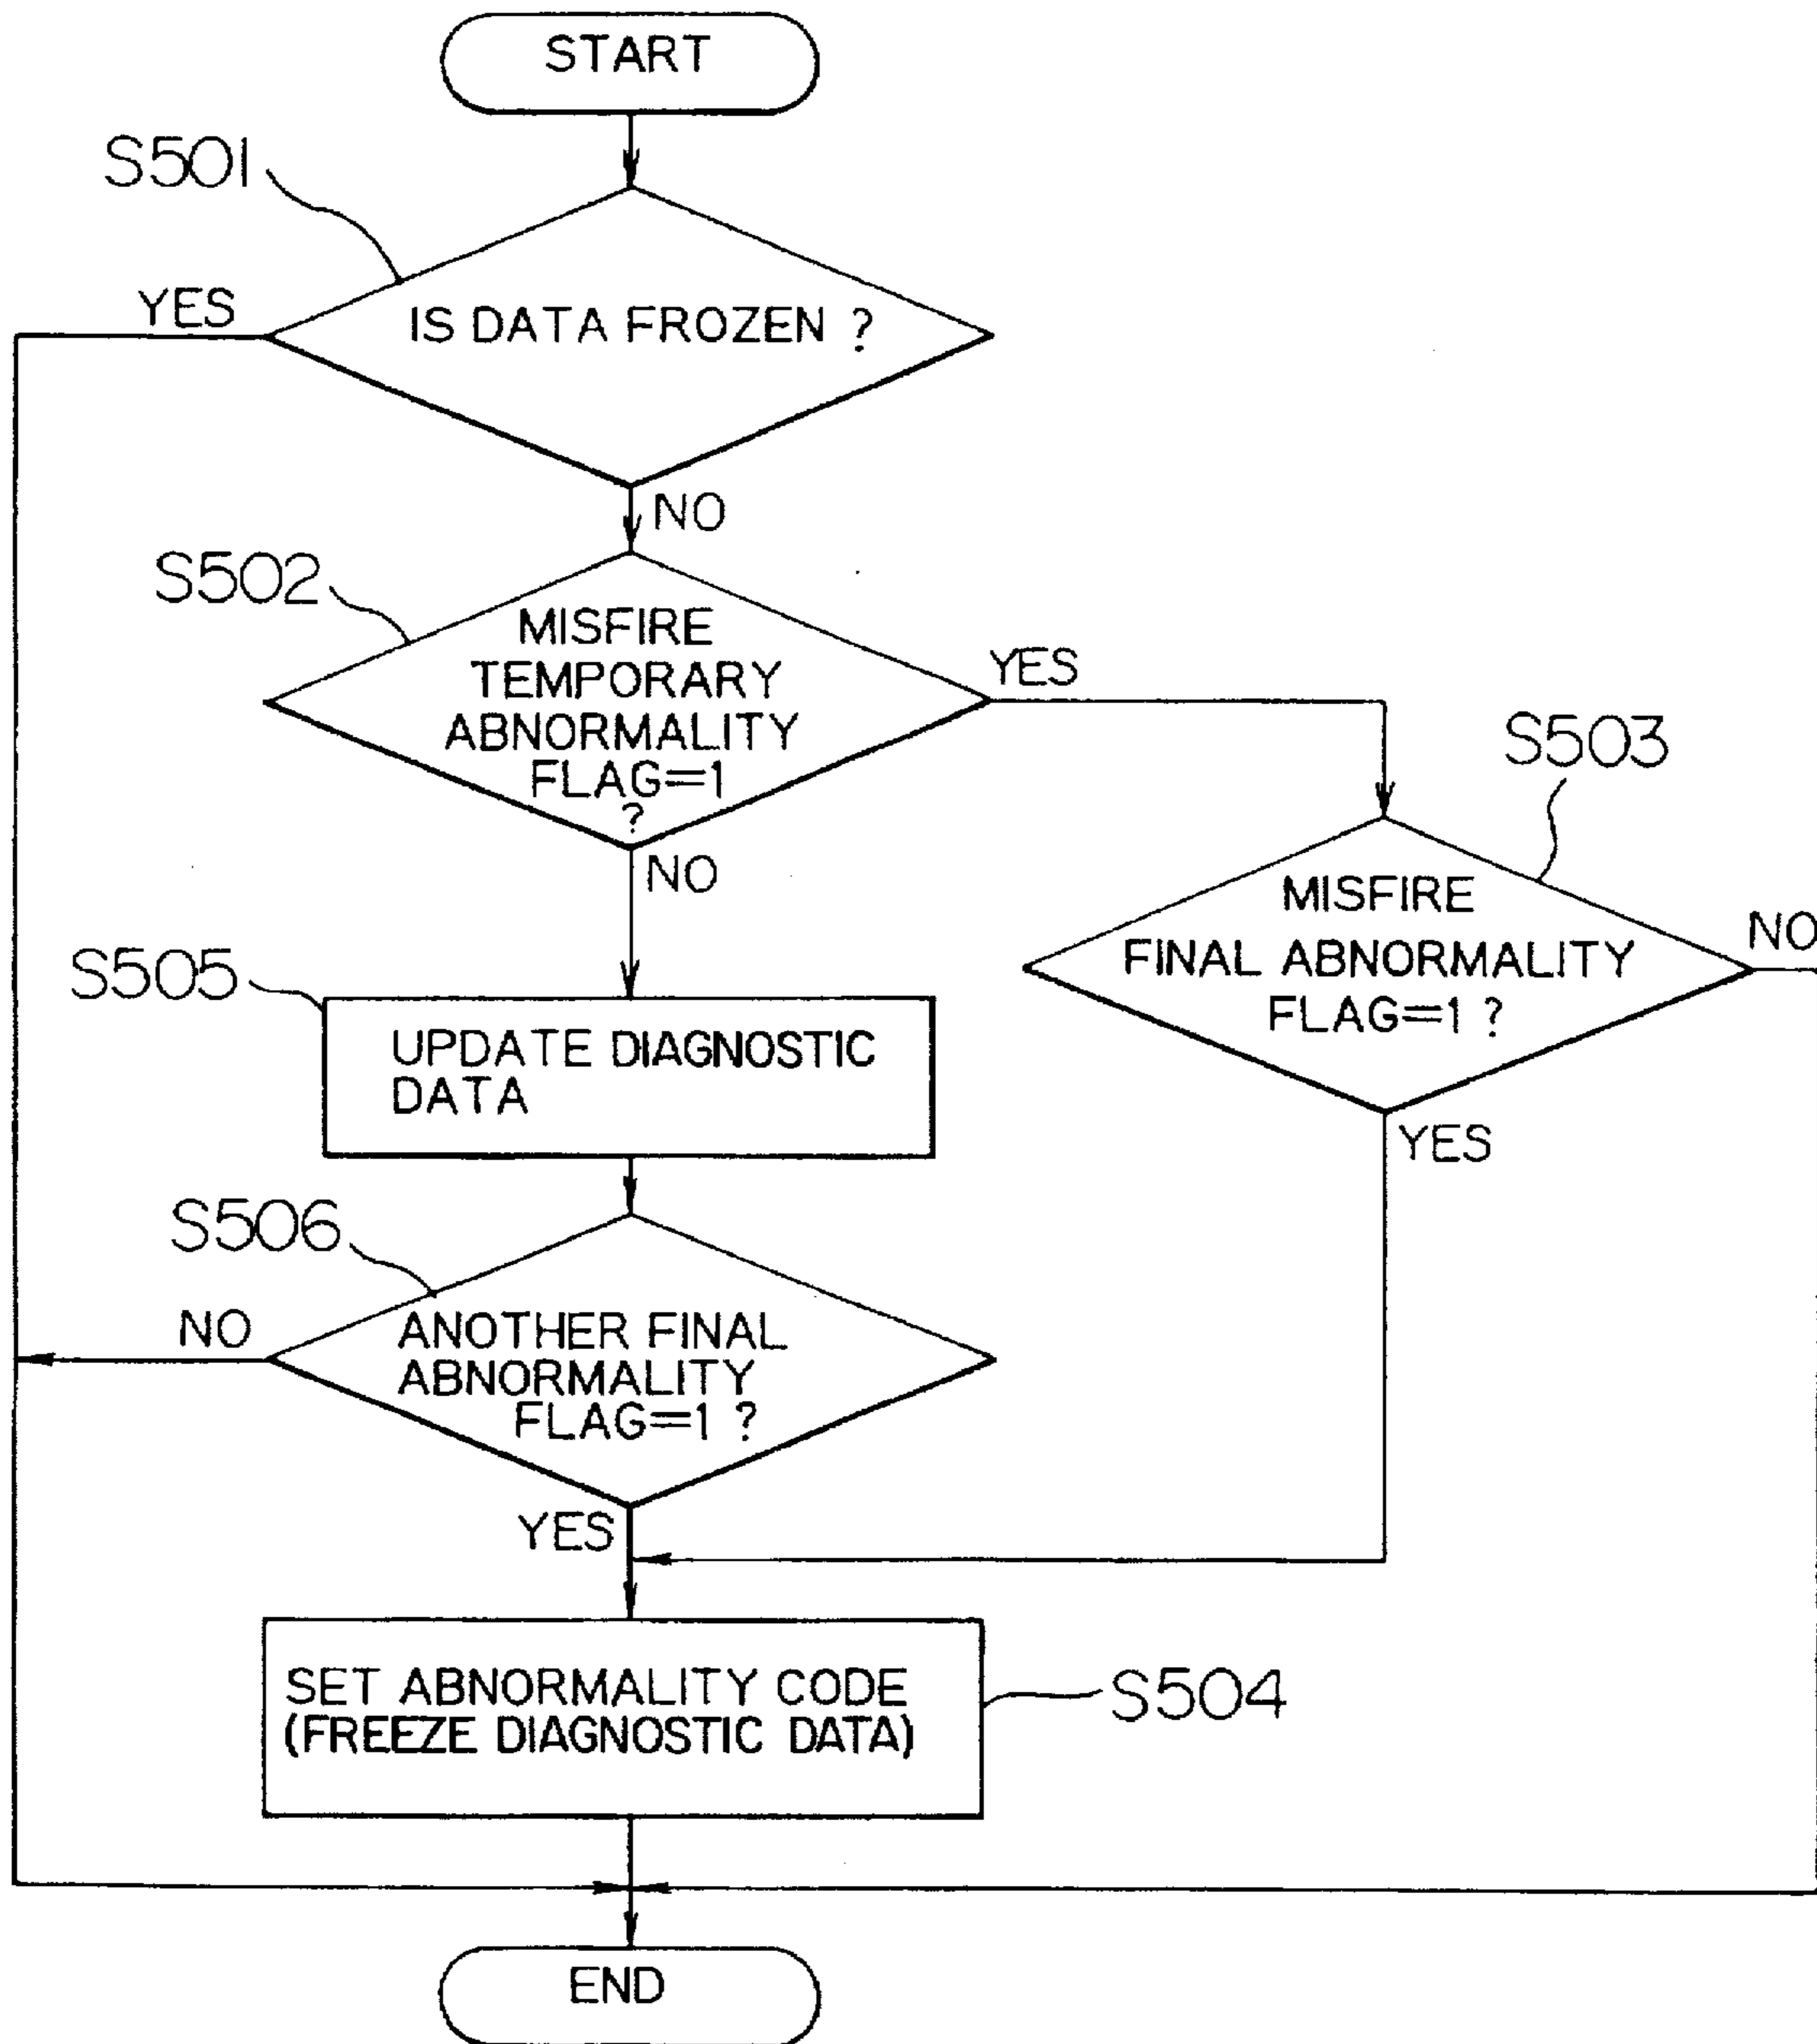 START
S501
YES
IS DATA FROZEN ?
NO
S502
MISFIRE
TEMPORARY
ABNORMALITY
FLAG=1
?
YES
NO
S503
MISFIRE
FINAL ABNORMALITY
FLAG=1 ?
NO
YES
S505
UPDATE DIAGNOSTIC
DATA
S506
NO
ANOTHER FINAL
ABNORMALITY
FLAG=1 ?
YES
SET ABNORMALITY CODE
(FREEZE DIAGNOSTIC DATA)
S504
END